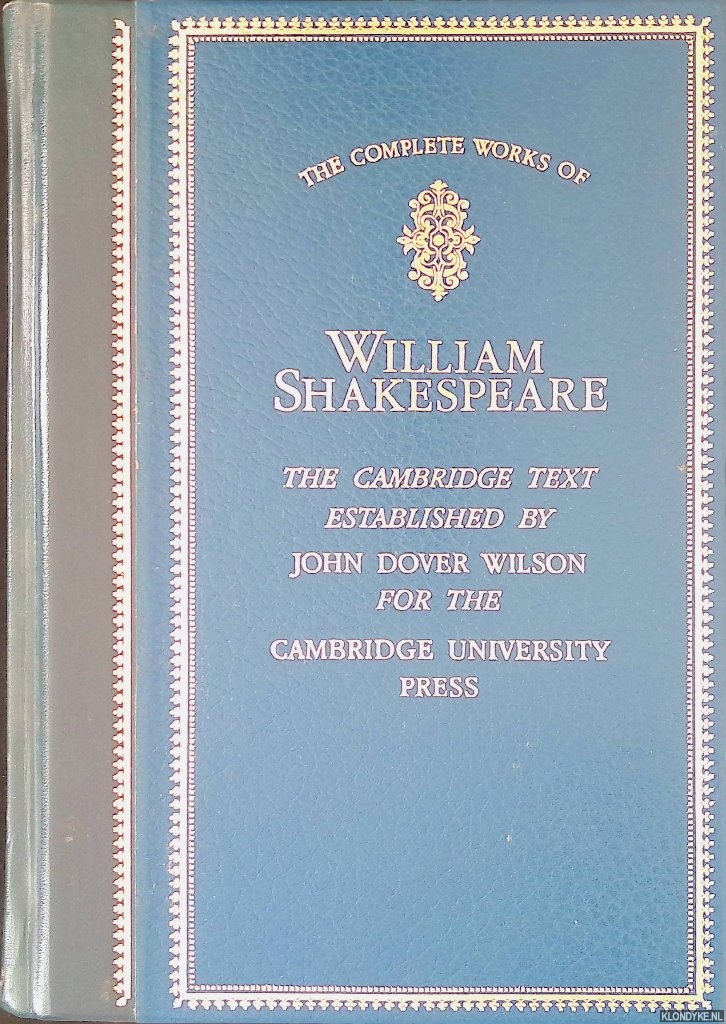 THE COMPLETE WORKS OF
WILLIAM
SHAKESPEARE
THE CAMBRIDGE TEXT
ESTABLISHED BY
JOHN DOVER WILSON
FOR THE
CAMBRIDGE UNIVERSITY
PRESS
KLONDYKE.NL